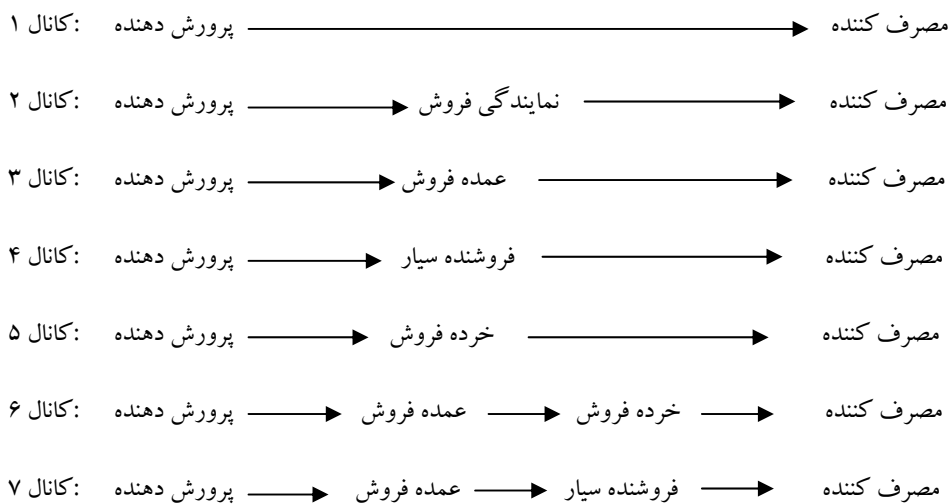 کانال ۱: پرورش دهنده مصرف کننده
کانال ۲: پرورش دهنده نمایندگی فروش مصرف کننده
کانال ۳: پرورش دهنده عمده فروش مصرف کننده
کانال ۴: پرورش دهنده فروشنده سیار مصرف کننده
کانال ۵: پرورش دهنده خرده فروش مصرف کننده
کانال ۶: پرورش دهنده عمده فروش خرده فروش مصرف کننده
کانال ۷: پرورش دهنده عمده فروش فروشنده سیار مصرف کننده